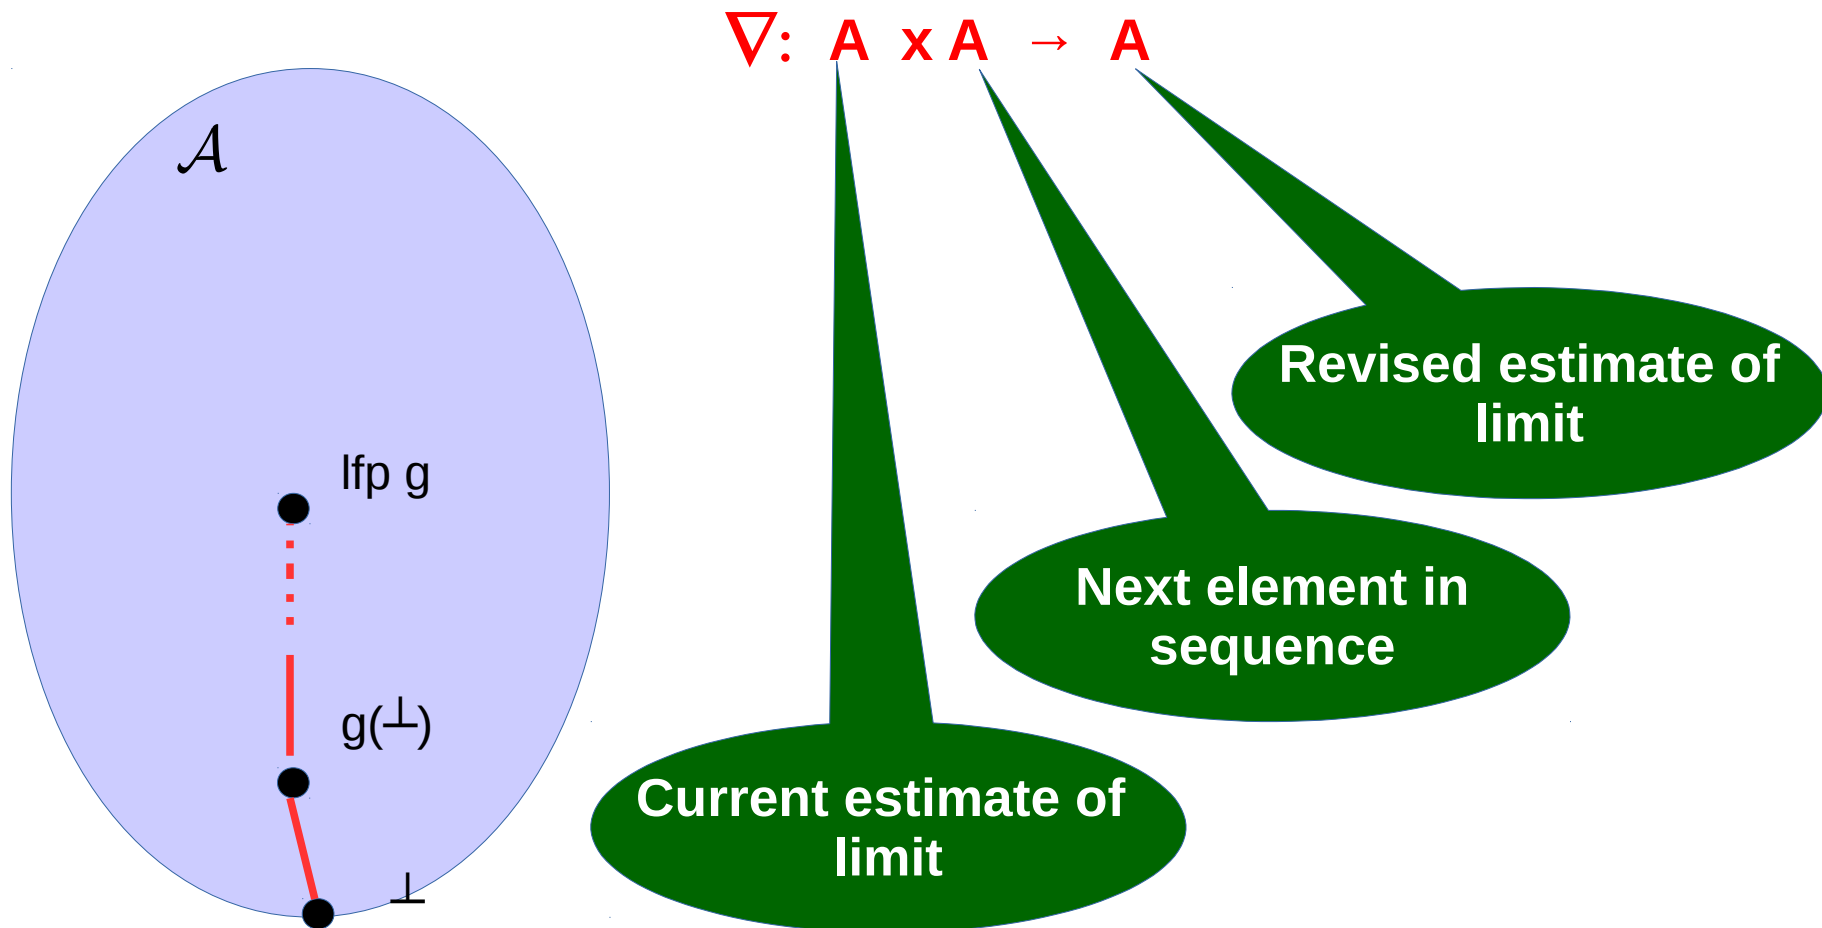 ∇: A x A → A
𝒜
Revised estimate of
limit
lfp g
Next element in
sequence
g(⊥)
Current estimate of
limit
⊥